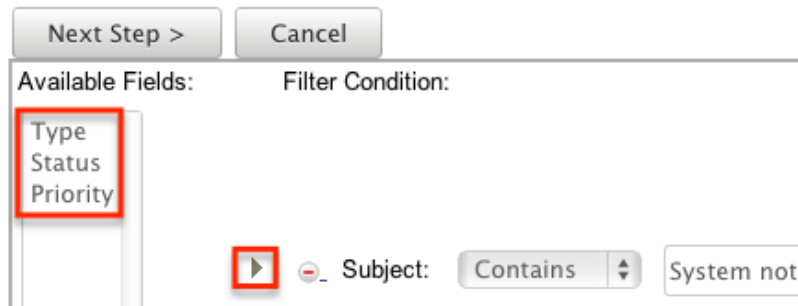 Next Step > Cancel
Available Fields: Filter Condition:
Type
Status
Priority
Subject: Contains System not